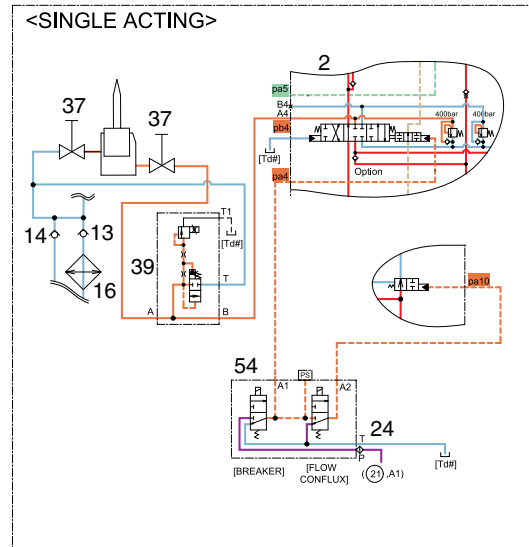 <SINGLE ACTING>
2
pa5
B4
A4
pb4
[Td#]
pa4
400bar
400bar
Option
37
37
14
13
16
39
T1
[Td#]
T
A
B
pa10
54
PS
A1
A2
T
24
P
[Td#]
[BREAKER]
[FLOW
CONFLUX]
(21 ,A1)